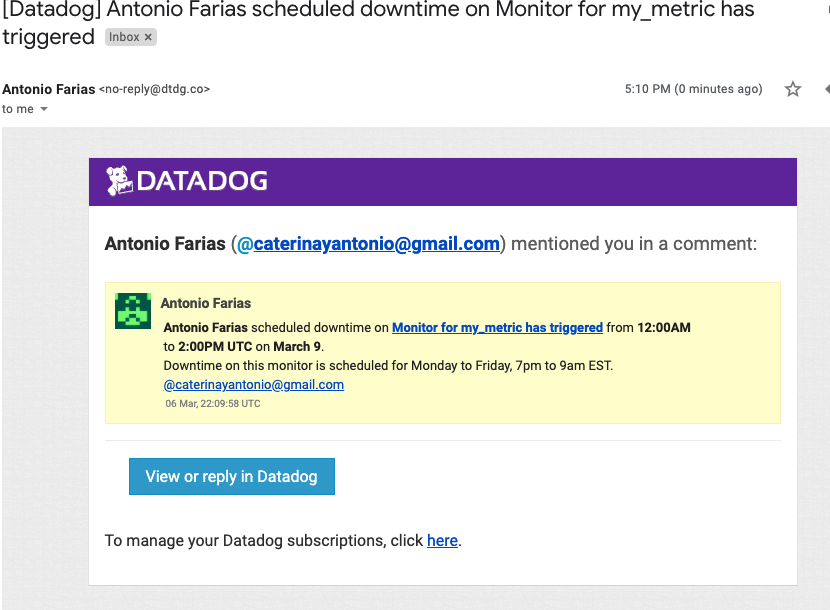 [Datadog] Antonio Farias scheduled downtime on Monitor for my_metric has
triggered Inbox ×
Antonio Farias <no-reply@dtdg.co> 5:10 PM (0 minutes ago)
to me
DATADOG
Antonio Farias (@caterinayantonio@gmail.com) mentioned you in a comment:
Antonio Farias
Antonio Farias scheduled downtime on Monitor for my_metric has triggered from 12:00AM
to 2:00PM UTC on March 9.
Downtime on this monitor is scheduled for Monday to Friday, 7pm to 9am EST.
@caterinayantonio@gmail.com
06 Mar, 22:09:58 UTC
View or reply in Datadog
To manage your Datadog subscriptions, click here.